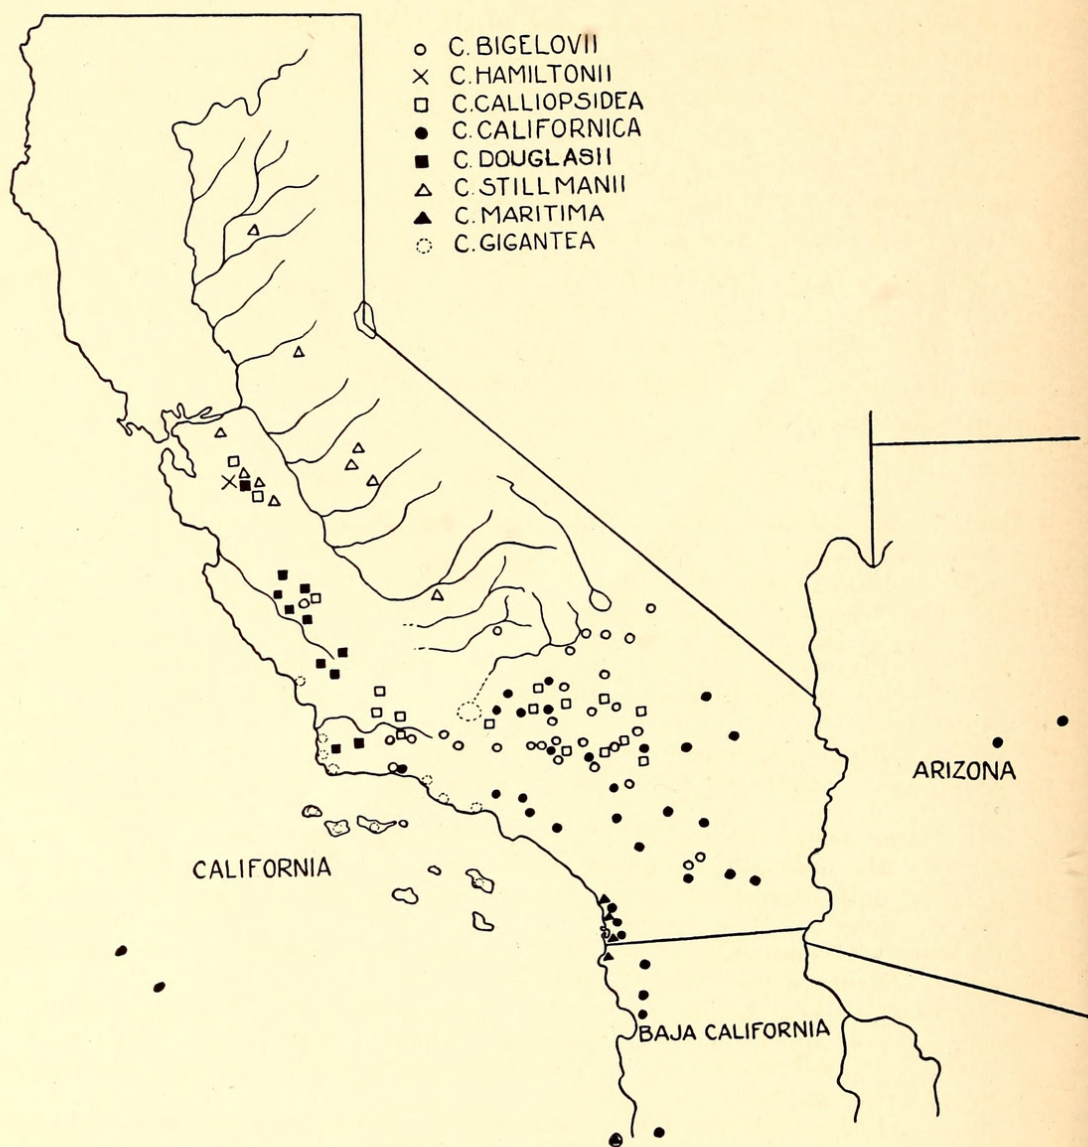 C. BIGELOVII
C. HAMILTONII
C. CALLIOPSIDEA
C. CALIFORNICA
C. DOUGLASII
C. STILLMANII
C. MARITIMA
C. GIGANTEA
ARIZONA
CALIFORNIA
BAJA CALIFORNIA